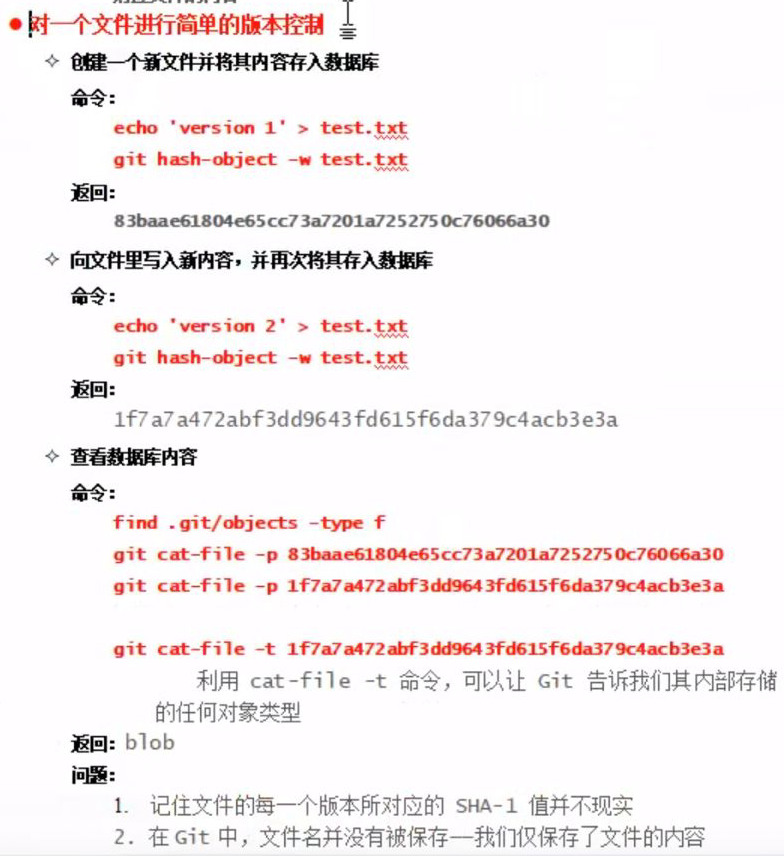 对一个文件进行简单的版本控制
创建一个新文件并将其内容存入数据库
命令：
echo 'version 1' > test.txt
git hash-object -w test.txt
返回：
83baae61804e65cc73a7201a7252750c76066a30
向文件里写入新内容，并再次将其存入数据库
命令：
echo 'version 2' > test.txt
git hash-object -w test.txt
返回：
1f7a7a472abf3dd9643fd615f6da379c4acb3e3a
查看数据库内容
命令：
find .git/objects -type f
git cat-file -p 83baae61804e65cc73a7201a7252750c76066a30
git cat-file -p 1f7a7a472abf3dd9643fd615f6da379c4acb3e3a
git cat-file -t 1f7a7a472abf3dd9643fd615f6da379c4acb3e3a
利用 cat-file -t 命令，可以让 Git 告诉我们其内部存储
的任何对象类型
返回：blob
问题：
1. 记住文件的每一个版本所对应的 SHA-1 值并不现实
2. 在 Git 中，文件名并没有被保存——我们仅保存了文件的内容